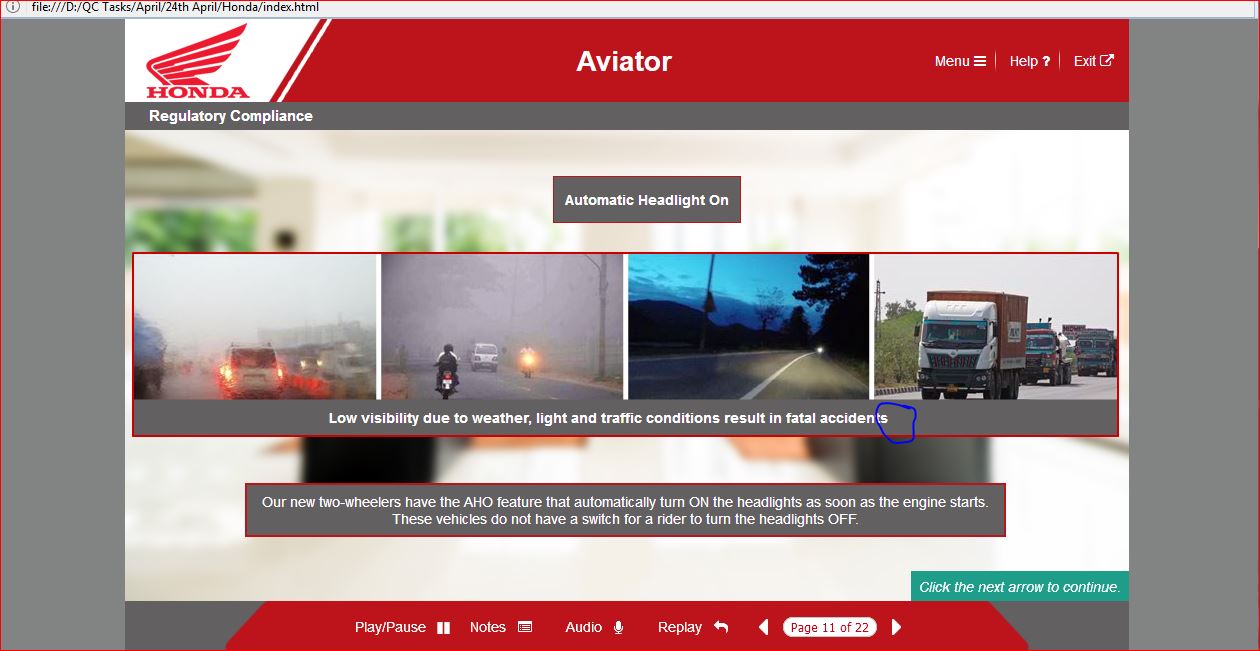 file:///D:/QC Tasks/April/24th April/Honda/index.html
HONDA
Aviator
Menu
Help ?
Exit
Regulatory Compliance
Automatic Headlight On
Low visibility due to weather, light and traffic conditions result in fatal accidents
Our new two-wheelers have the AHO feature that automatically turn ON the headlights as soon as the engine starts.
These vehicles do not have a switch for a rider to turn the headlights OFF.
Click the next arrow to continue.
Play/Pause
Notes
Audio
Replay
Page 11 of 22